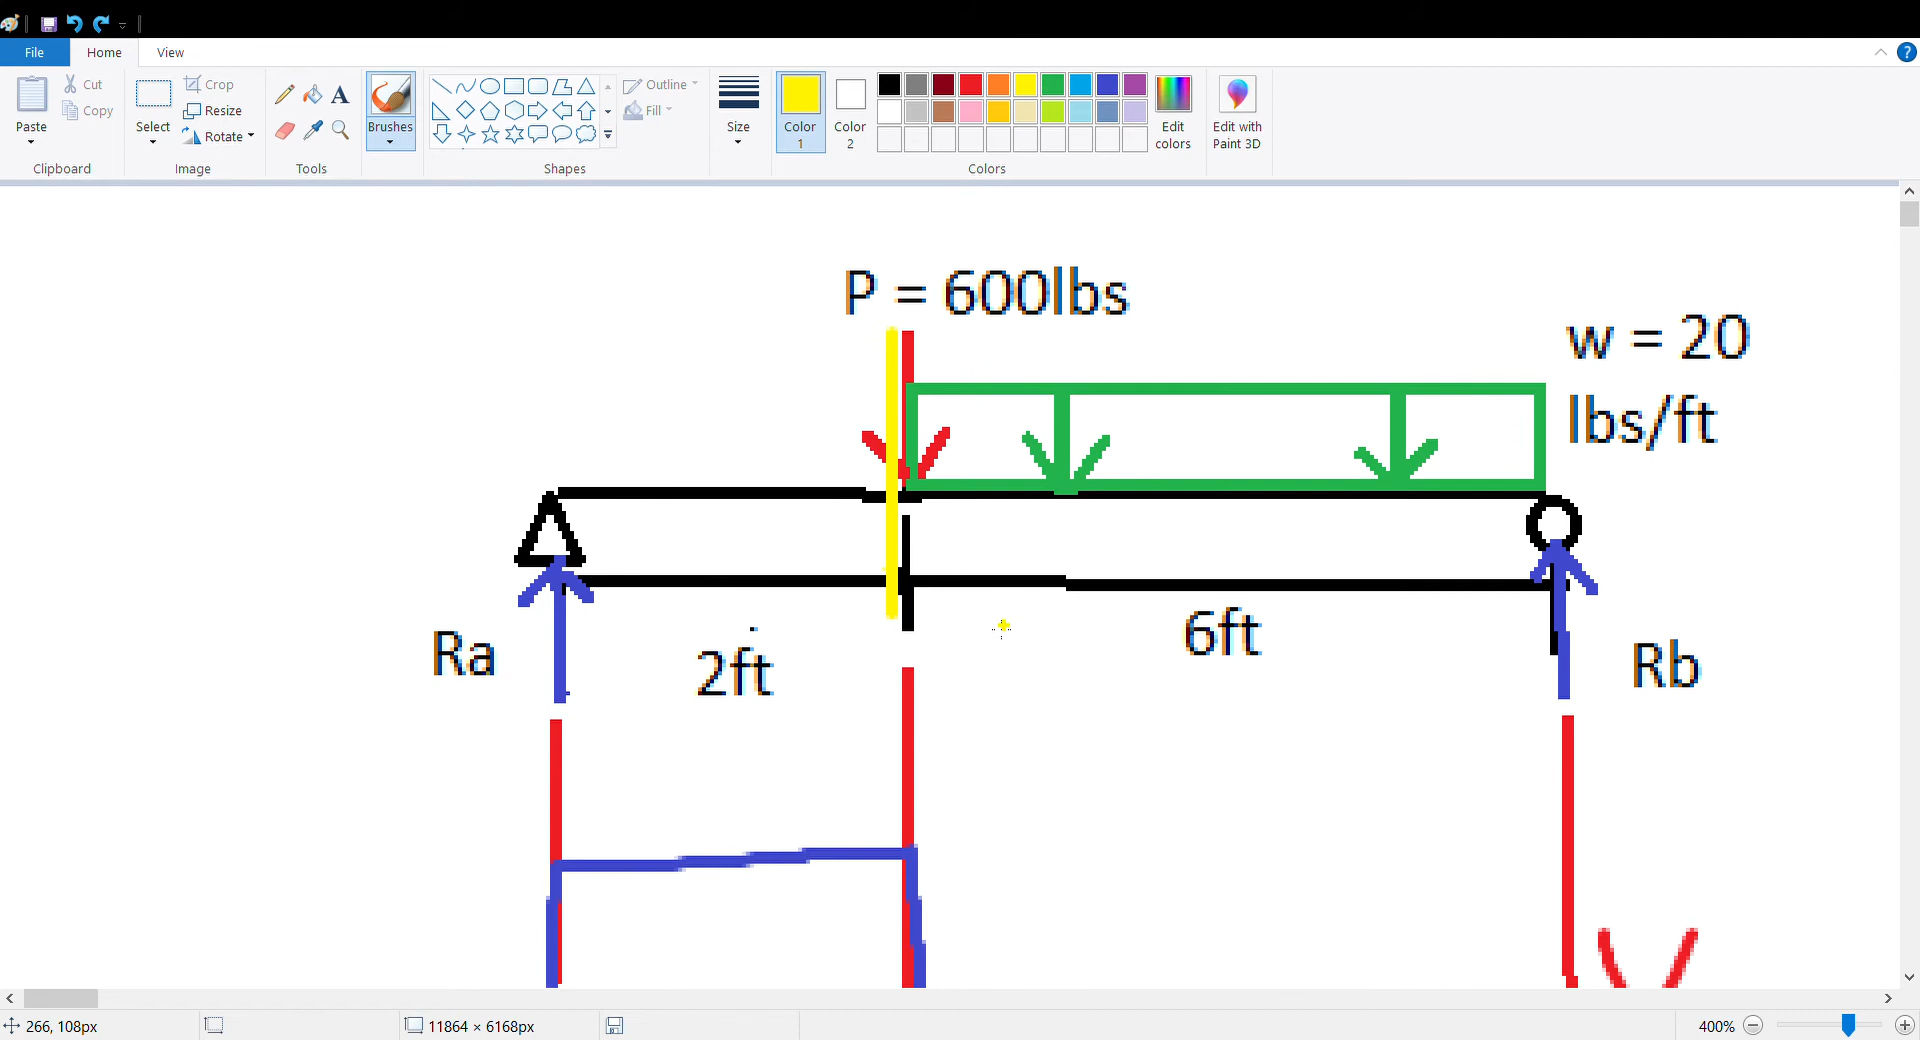 File
Home
View
Paste
Cut
Copy
Clipboard
Select
Crop
Resize
Rotate
Image
Tools
Brushes
Shapes
Outline
Fill
Size
Color 1
Color 2
Colors
Edit colors
Edit with Paint 3D
P = 600lbs
w = 20
lbs/ft
Ra
2ft
6ft
Rb
266, 108px
11864 × 6168px
400%